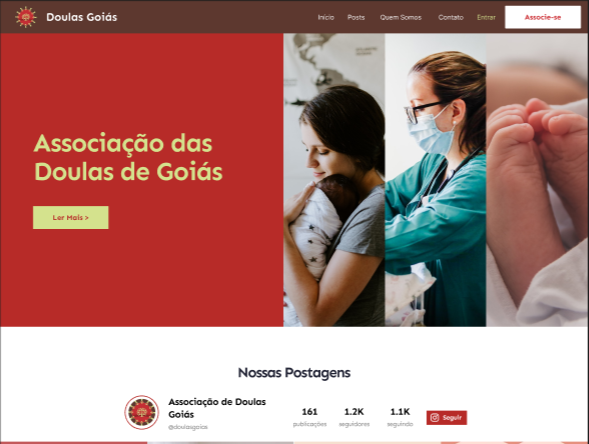 Doulas Goiás
Início Posts Quem Somos Contato Entrar Associe-se
Associação das
Doulas de Goiás
Ler Mais >
Nossas Postagens
Associação de Doulas
Goiás
@doulasgoias
161 1.2K 1.1K
publicações seguidores seguindo
Seguir